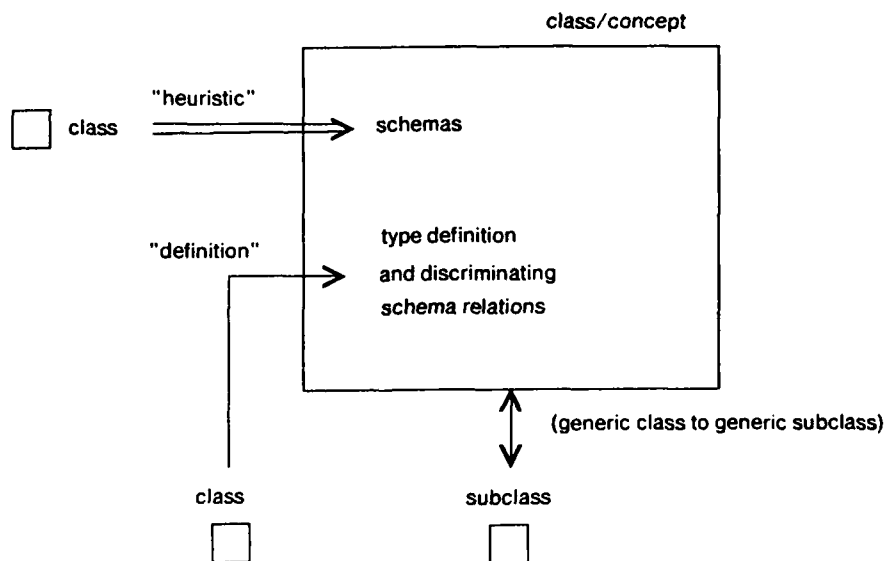 class/concept
"heuristic"
class
schemas
"definition"
type definition
and discriminating
schema relations
(generic class to generic subclass)
class
subclass